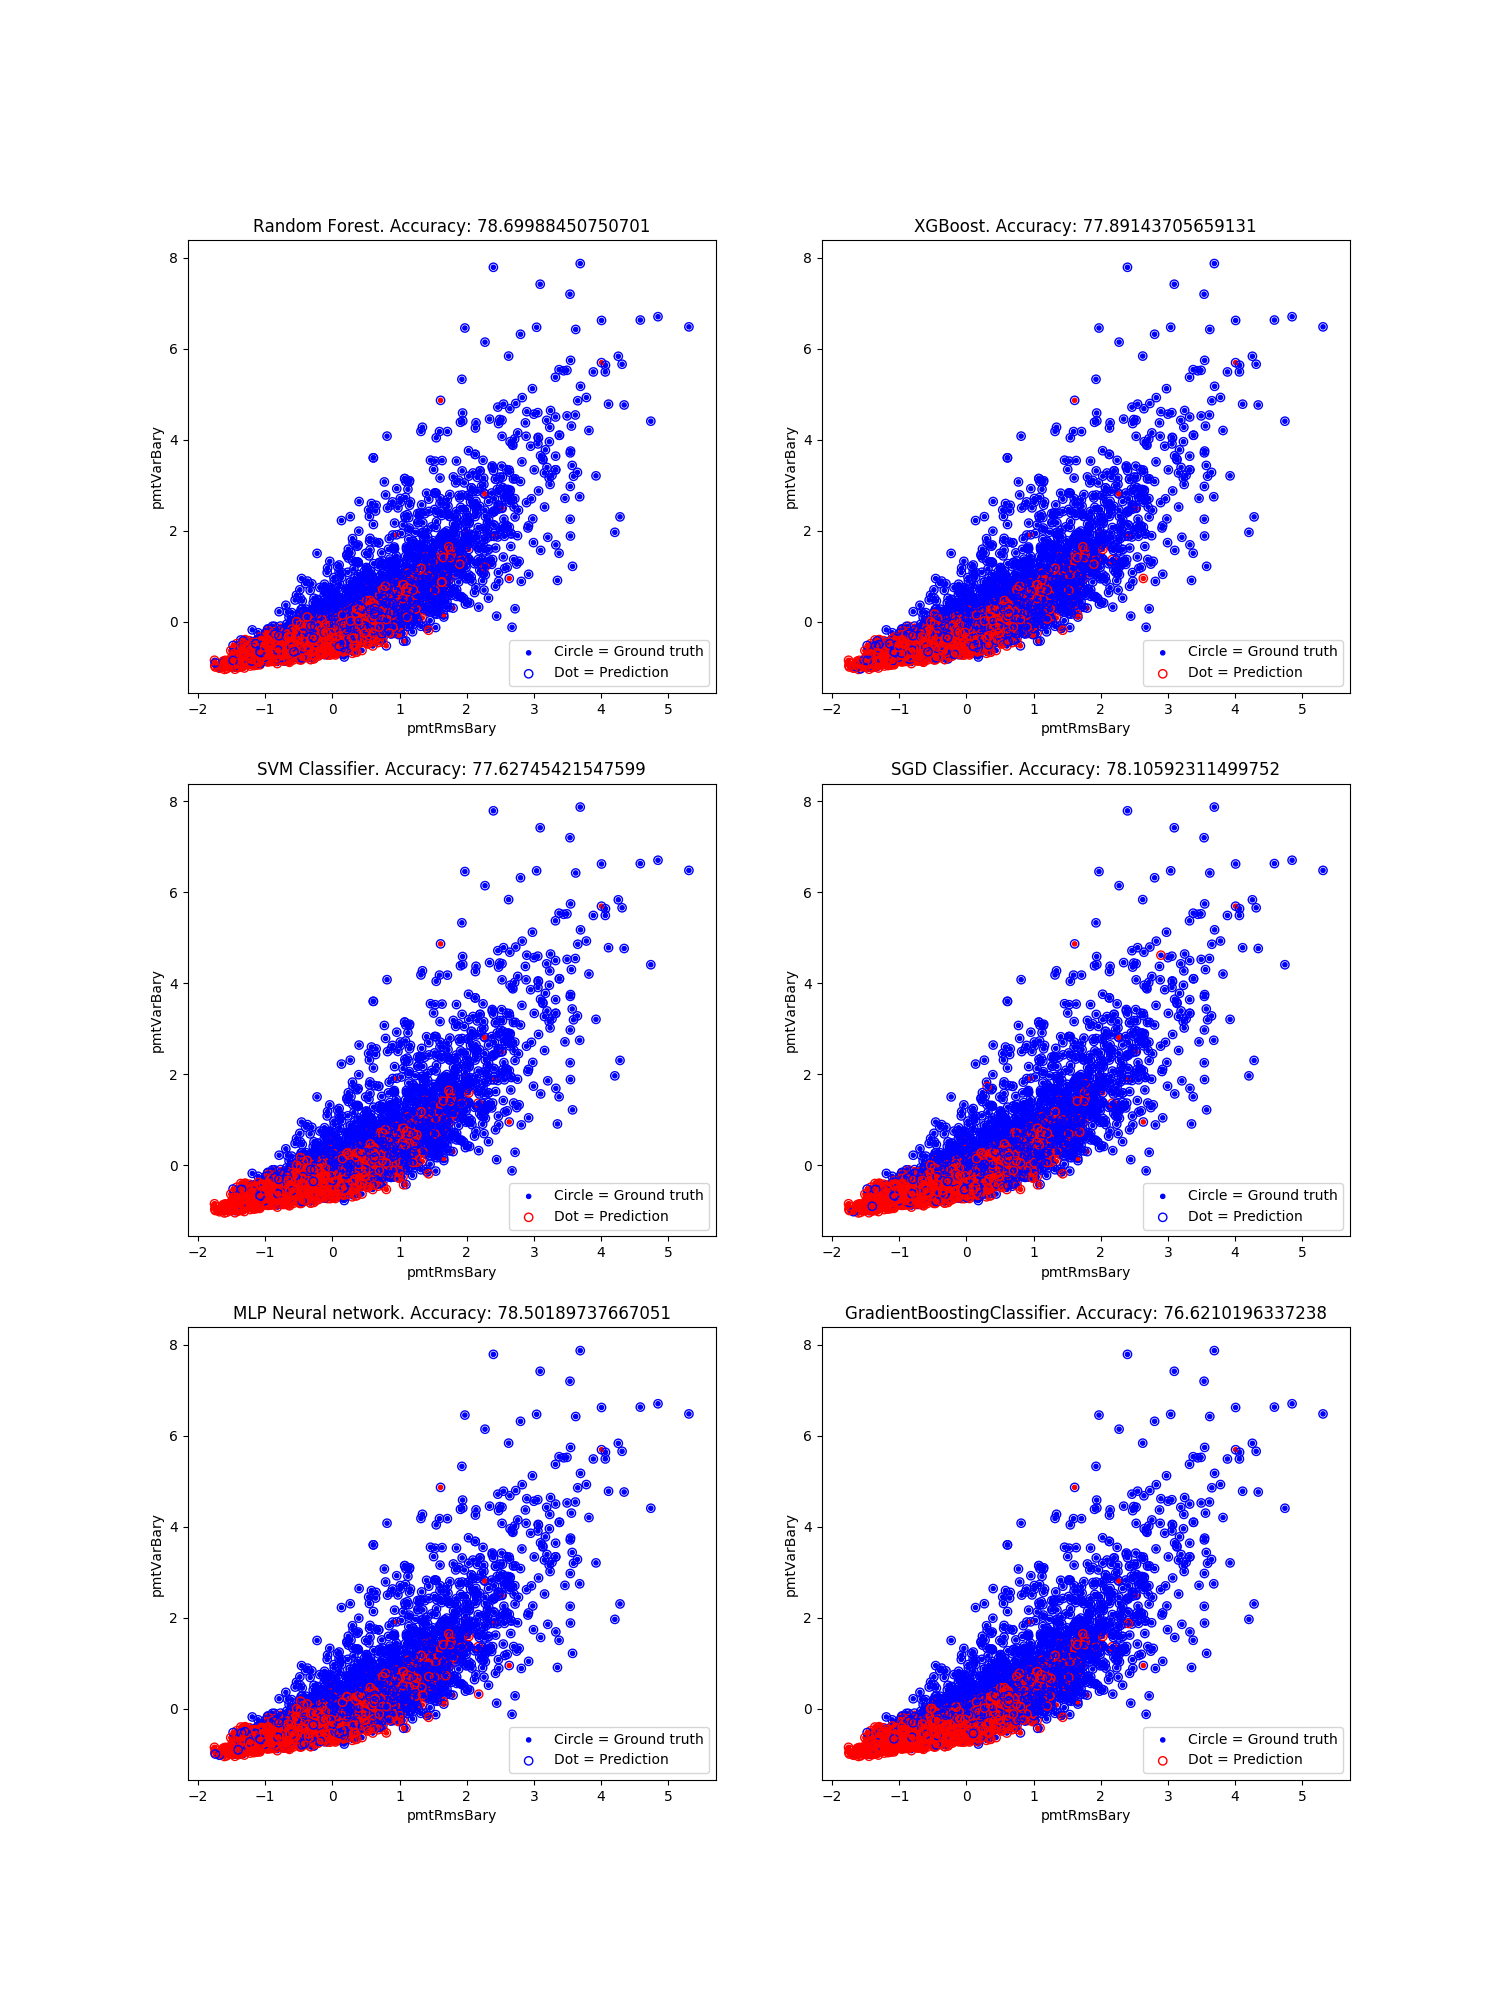 Random Forest. Accuracy: 78.69988450750701
8
6
4
2
0
pmtVarBary
Circle = Ground truth
Dot = Prediction
−2 −1 0 1 2 3 4 5
pmtRmsBary
XGBoost. Accuracy: 77.89143705659131
8
6
4
2
0
pmtVarBary
Circle = Ground truth
Dot = Prediction
−2 −1 0 1 2 3 4 5
pmtRmsBary
SVM Classifier. Accuracy: 77.62745421547599
8
6
4
2
0
pmtVarBary
Circle = Ground truth
Dot = Prediction
−2 −1 0 1 2 3 4 5
pmtRmsBary
SGD Classifier. Accuracy: 78.10592311499752
8
6
4
2
0
pmtVarBary
Circle = Ground truth
Dot = Prediction
−2 −1 0 1 2 3 4 5
pmtRmsBary
MLP Neural network. Accuracy: 78.50189737667051
8
6
4
2
0
pmtVarBary
Circle = Ground truth
Dot = Prediction
−2 −1 0 1 2 3 4 5
pmtRmsBary
GradientBoostingClassifier. Accuracy: 76.6210196337238
8
6
4
2
0
pmtVarBary
Circle = Ground truth
Dot = Prediction
−2 −1 0 1 2 3 4 5
pmtRmsBary